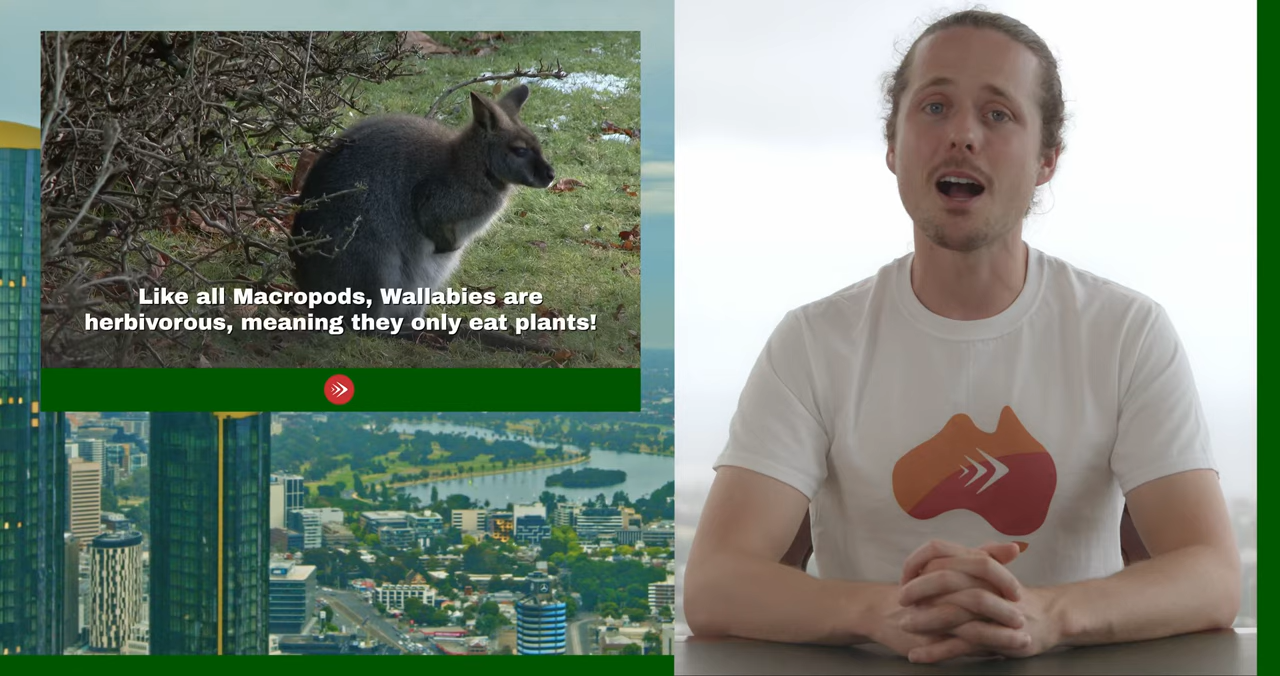 Like all Macropods, Wallabies are
herbivorous, meaning they only eat plants!